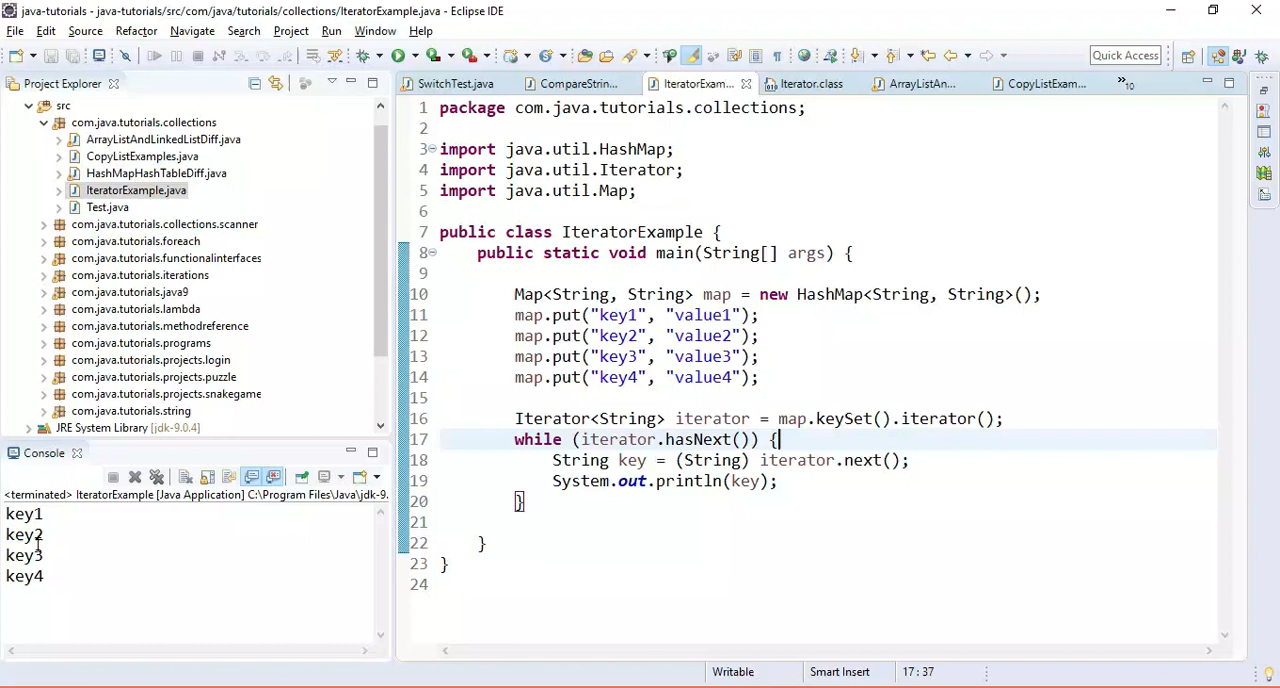 java-tutorials - java-tutorials/src/com/java/tutorials/collections/IteratorExample.java - Eclipse IDE
File Edit Source Refactor Navigate Search Project Run Window Help
Quick Access
Project Explorer
src
com.java.tutorials.collections
ArrayListAndLinkedListDiff.java
CopyListExamples.java
HashMapHashTableDiff.java
IteratorExample.java
Test.java
com.java.tutorials.collections.scanner
com.java.tutorials.foreach
com.java.tutorials.functionalinterfaces
com.java.tutorials.iterations
com.java.tutorials.java9
com.java.tutorials.lambda
com.java.tutorials.methodreference
com.java.tutorials.programs
com.java.tutorials.projects.login
com.java.tutorials.projects.puzzle
com.java.tutorials.projects.snakegame
com.java.tutorials.string
JRE System Library [jdk-9.0.4]
Console
<terminated> IteratorExample [Java Application] C:\Program Files\Java\jdk-9.
key1
key2
key3
key4
SwitchTest.java CompareStrin... IteratorExam... Iterator.class ArrayListAn... CopyListExam... »10
1 package com.java.tutorials.collections;
2
3 import java.util.HashMap;
4 import java.util.Iterator;
5 import java.util.Map;
6
7 public class IteratorExample {
8 public static void main(String[] args) {
9
10 Map<String, String> map = new HashMap<String, String>();
11 map.put("key1", "value1");
12 map.put("key2", "value2");
13 map.put("key3", "value3");
14 map.put("key4", "value4");
15
16 Iterator<String> iterator = map.keySet().iterator();
17 while (iterator.hasNext()) {
18 String key = (String) iterator.next();
19 System.out.println(key);
20 }
21
22 }
23 }
24
Writable Smart Insert 17 : 37